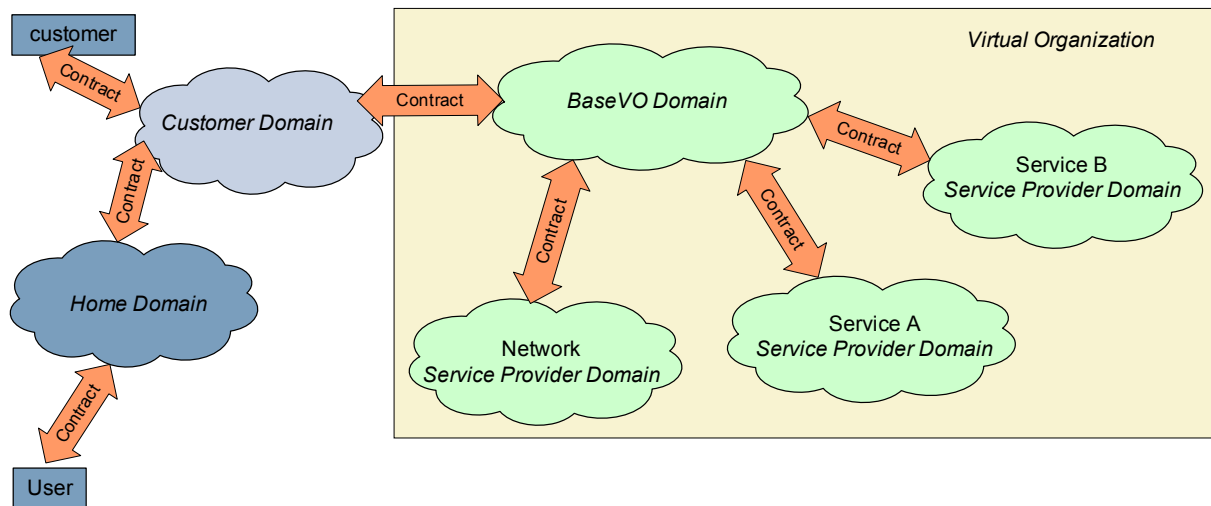 customer
Contract
Customer Domain
Contract
Virtual Organization
BaseVO Domain
Contract
Service B
Service Provider Domain
Contract
Home Domain
Contract
Contract
Service A
Service Provider Domain
Network
Service Provider Domain
Contract
User